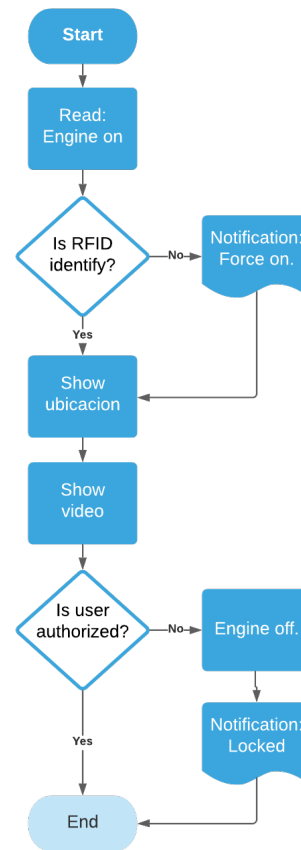 Start
Read:
Engine on
Is RFID
identify?
No
Notification:
Force on.
Yes
Show
ubicacion
Show
video
Is user
authorized?
No
Engine off.
Yes
Notification:
Locked
End